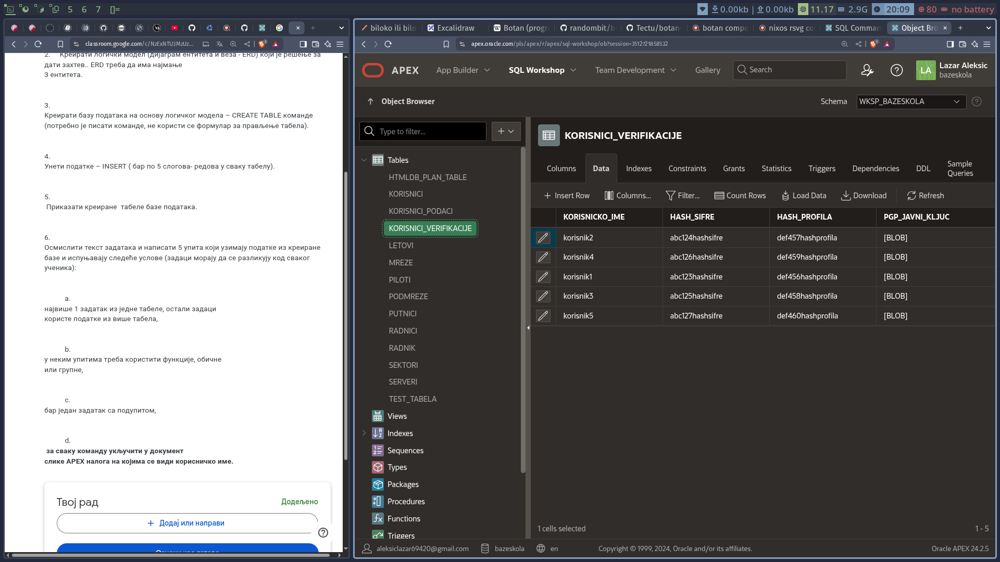 5 6 7 []=
0.00kb | 0.00kb 11.17 2.9G 20:09 80 no battery
classroom.google.com/c/NzExNTU3MzUz...
2. Креирати логички модел (дијаграм ентитета и веза - ERD) који је решење за
дати захтев.. ERD треба да има најмање
3 ентитета.
3.
Креирати базу података на основу логичког модела – CREATE TABLE команде
(потребно је писати команде, не користи се формулар за прављење табела).
4.
Унети податке – INSERT ( бар по 5 слогова- редова у сваку табелу).
5.
Приказати креиране табеле базе података.
6.
Осмислити текст задатака и написати 5 упита који узимају податке из креиране
базе и испуњавају следеће услове (задаци морају да се разликују код сваког
ученика):
a.
највише 1 задатак из једне табеле, остали задаци
користе податке из више табела,
b.
у неким упитима треба користити функције, обичне
или групне,
c.
бар један задатак са подупитом,
d.
за сваку команду укључити у документ
слике APEX налога на којима се види корисничко име.
Твој рад Додељено
Додај или направи
biloko ili bilo Excalidraw Botan (progra randombit/b Tectu/botan- botan compo nixos rsvg co SQL Comman Object Bro
apex.oracle.com/pls/apex/r/apex/sql-workshop/ob?session=3512721858532
APEX App Builder SQL Workshop Team Development Gallery Search LA Lazar Aleksic
bazeskola
Object Browser Schema WKSP_BAZESKOLA
Type to filter...
Tables
HTMLDB_PLAN_TABLE
KORISNICI
KORISNICI_PODACI
KORISNICI_VERIFIKACIJE
LETOVI
MREZE
PILOTI
PODMREZE
PUTNICI
RADNICI
RADNIK
SEKTORI
SERVERI
TEST_TABELA
Views
Indexes
Sequences
Types
Packages
Procedures
Functions
Triggers
KORISNICI_VERIFIKACIJE
Columns Data Indexes Constraints Grants Statistics Triggers Dependencies DDL Sample Queries
Insert Row Columns... Filter... Count Rows Load Data Download Refresh
KORISNICKO_IME HASH_SIFRE HASH_PROFILA PGP_JAVNI_KLJUC
korisnik2 abc124hashsifre def457hashprofila [BLOB]
korisnik4 abc126hashsifre def459hashprofila [BLOB]
korisnik1 abc123hashsifre def456hashprofila [BLOB]
korisnik3 abc125hashsifre def458hashprofila [BLOB]
korisnik5 abc127hashsifre def460hashprofila [BLOB]
1 cells selected 1 - 5
aleksiclazar69420@gmail.com bazeskola en Copyright © 1999, 2024, Oracle and/or its affiliates. Oracle APEX 24.2.5